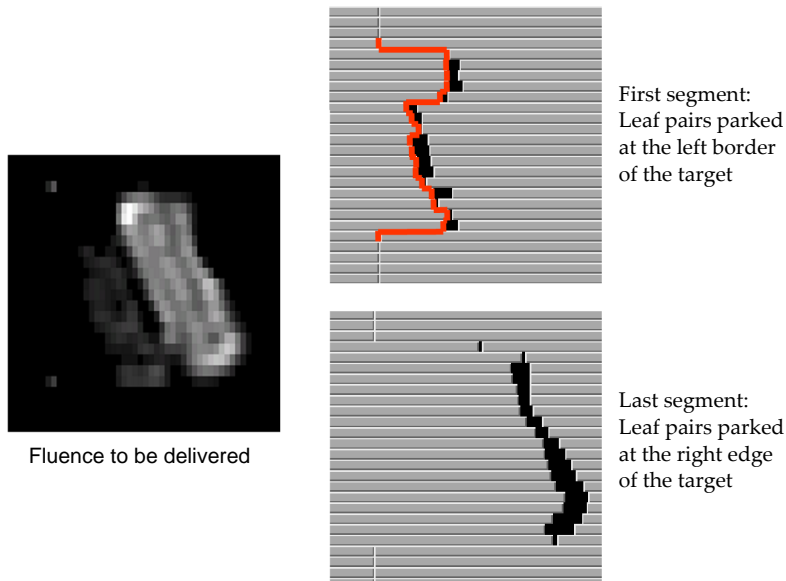 First segment:
Leaf pairs parked
at the left border
of the target
Fluence to be delivered
Last segment:
Leaf pairs parked
at the right edge
of the target